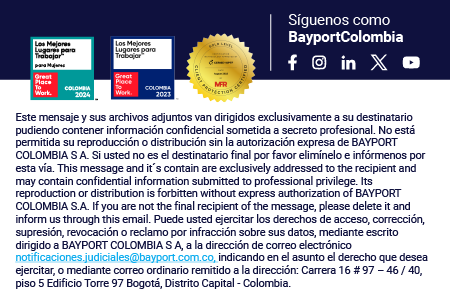 Síguenos como
BayportColombia
Los Mejores
Lugares para
Trabajar™
para Mujeres
Great
Place
To
Work.
COLOMBIA
2024
Los Mejores
Lugares para
Trabajar™
Great
Place
To
Work.
COLOMBIA
2023
GOLD LEVEL
CLIENT PROTECTION CERTIFIED
MFR
Este mensaje y sus archivos adjuntos van dirigidos exclusivamente a su destinatario
pudiendo contener información confidencial sometida a secreto profesional. No está
permitida su reproducción o distribución sin la autorización expresa de BAYPORT
COLOMBIA S A. Si usted no es el destinatario final por favor elimínelo e infórmenos por
esta vía. This message and it´s contain are exclusively addressed to the recipient and
may contain confidential information submitted to professional privilege. Its
reproduction or distribution is forbitten without express authorization of BAYPORT
COLOMBIA S.A. If you are not the final recipient of the message, please delete it and
inform us through this email. Puede usted ejercitar los derechos de acceso, corrección,
supresión, revocación o reclamo por infracción sobre sus datos, mediante escrito
dirigido a BAYPORT COLOMBIA S A, a la dirección de correo electrónico
notificaciones.judiciales@bayport.com.co, indicando en el asunto el derecho que desea
ejercitar, o mediante correo ordinario remitido a la dirección: Carrera 16 # 97 – 46 / 40,
piso 5 Edificio Torre 97 Bogotá, Distrito Capital - Colombia.